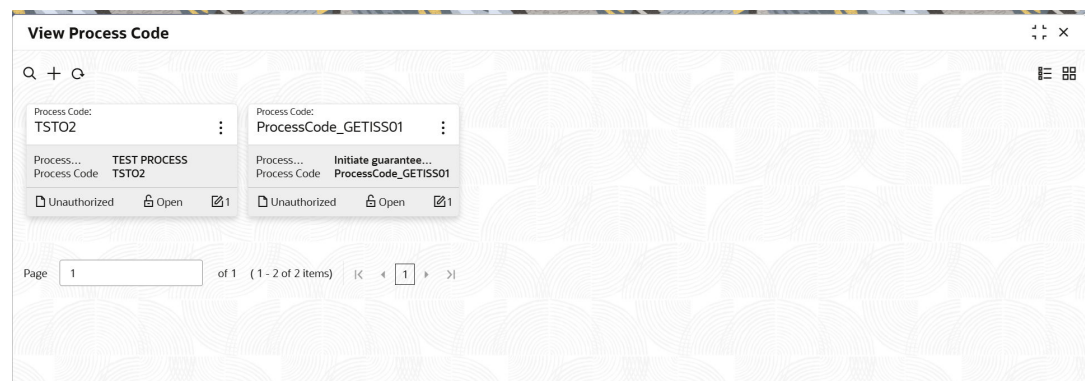 View Process Code
Process Code:
TSTO2
Process... TEST PROCESS
Process Code TSTO2
Unauthorized Open 1
Process Code:
ProcessCode_GETISS01
Process... Initiate guarantee...
Process Code ProcessCode_GETISS01
Unauthorized Open 1
Page 1 of 1 ( 1 - 2 of 2 items) 1